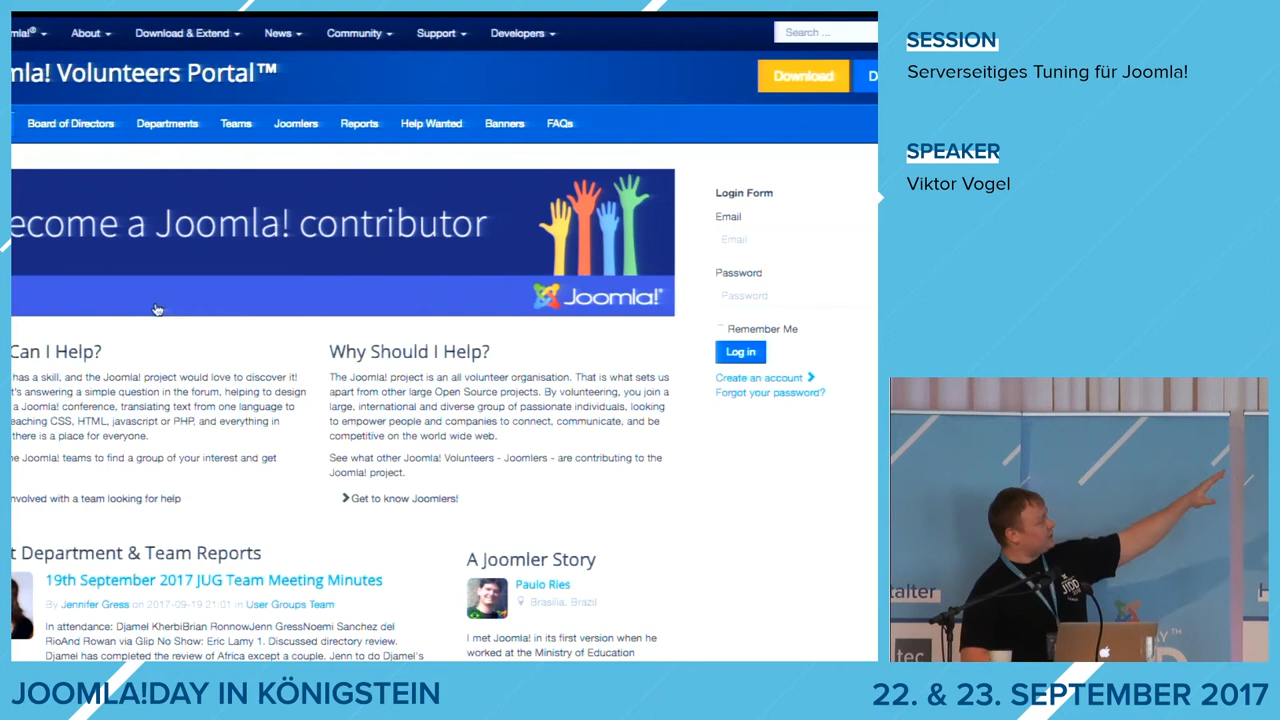 mla!® About Download & Extend News Community Support Developers Search ...
mla! Volunteers Portal™
Download D
Board of Directors Departments Teams Joomlers Reports Help Wanted Banners FAQs
ecome a Joomla! contributor
Joomla!®
Login Form
Email
Email
Password
Password
Remember Me
Log in
Create an account
Forgot your password?
Can I Help?
has a skill, and the Joomla! project would love to discover it!
t's answering a simple question in the forum, helping to design
a Joomla! conference, translating text from one language to
eaching CSS, HTML, javascript or PHP, and everything in
there is a place for everyone.
e Joomla! teams to find a group of your interest and get
nvolved with a team looking for help
Why Should I Help?
The Joomla! project is an all volunteer organisation. That is what sets us
apart from other large Open Source projects. By volunteering, you join a
large, international and diverse group of passionate individuals, looking
to empower people and companies to connect, communicate, and be
competitive on the world wide web.
See what other Joomla! Volunteers - Joomlers - are contributing to the
Joomla! project.
Get to know Joomlers!
t Department & Team Reports
19th September 2017 JUG Team Meeting Minutes
By Jennifer Gress on 2017-09-19 21:01 in User Groups Team
In attendance: Djamel KherbiBrian RonnowJenn GressNoemi Sanchez del
RioAnd Rowan via Glip No Show: Eric Lamy 1. Discussed directory review.
Djamel has completed the review of Africa except a couple. Jenn to do Djamel's
A Joomler Story
Paulo Ries
Brasilia, Brazil
I met Joomla! in its first version when he
worked at the Ministry of Education
SESSION
Serverseitiges Tuning für Joomla!
SPEAKER
Viktor Vogel
talter
tec
JOOMLA!DAY IN KÖNIGSTEIN
22. & 23. SEPTEMBER 2017